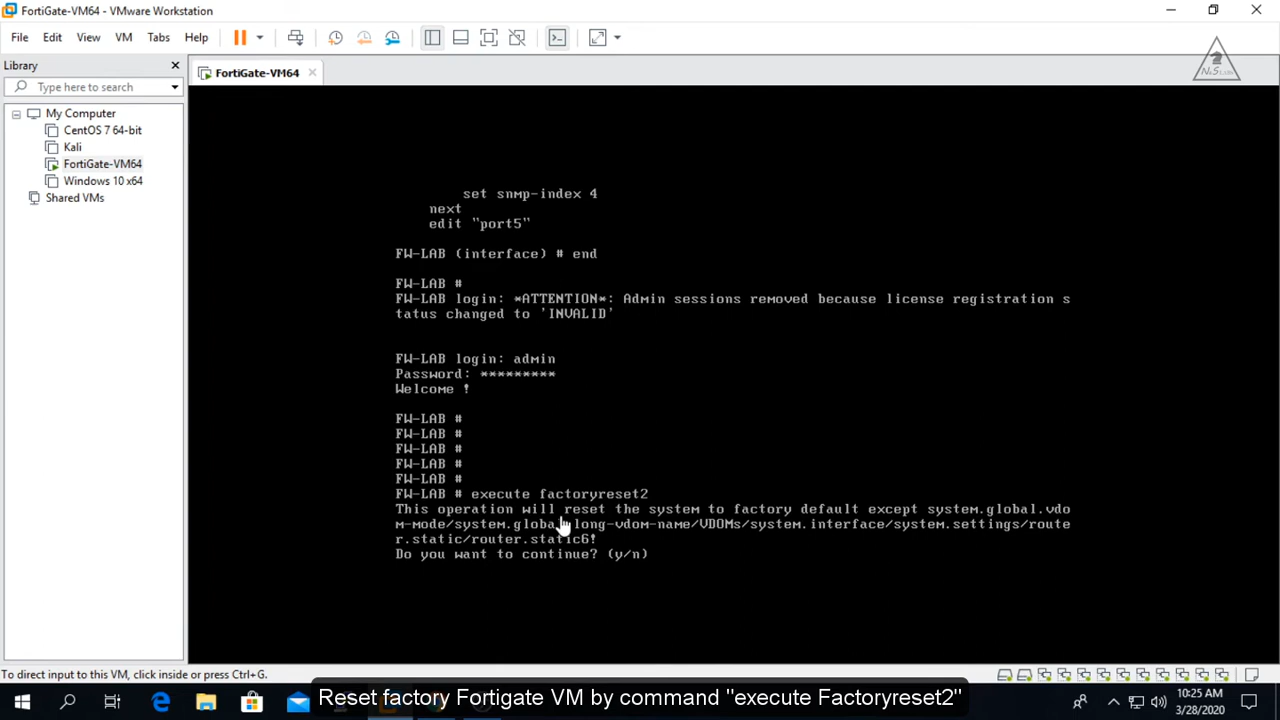 FortiGate-VM64 - VMware Workstation
File Edit View VM Tabs Help
Library
FortiGate-VM64
NSLAB
Type here to search
My Computer
CentOS 7 64-bit
Kali
FortiGate-VM64
Windows 10 x64
Shared VMs
set snmp-index 4
next
edit "port5"
FW-LAB (interface) # end
FW-LAB #
FW-LAB login: *ATTENTION*: Admin sessions removed because license registration s
tatus changed to 'INVALID'
FW-LAB login: admin
Password: *********
Welcome !
FW-LAB #
FW-LAB #
FW-LAB #
FW-LAB #
FW-LAB #
FW-LAB # execute factoryreset2
This operation will reset the system to factory default except system.global.vdo
m-mode/system.global.long-vdom-name/VDOMs/system.interface/system.settings/route
r.static/router.static6!
Do you want to continue? (y/n)
To direct input to this VM, click inside or press Ctrl+G.
Reset factory Fortigate VM by command "execute Factoryreset2"
10:25 AM
3/28/2020